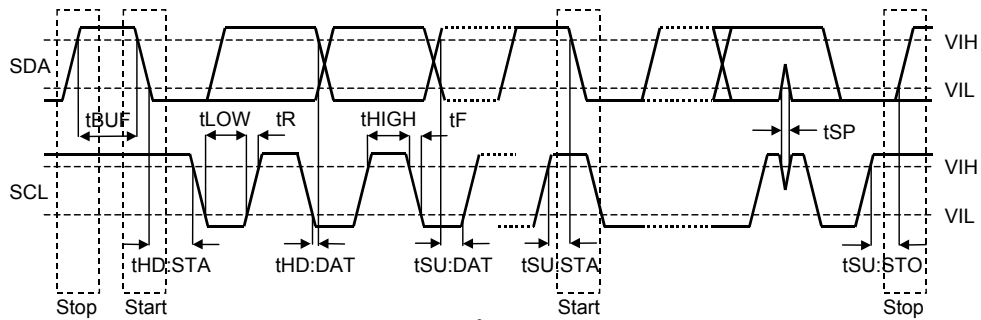 VIH
SDA
VIL
tBUF tLOW tR tHIGH tF tSP
SCL
VIH
VIL
tHD:STA tHD:DAT tSU:DAT tSU:STA tSU:STO
Stop Start Start Stop